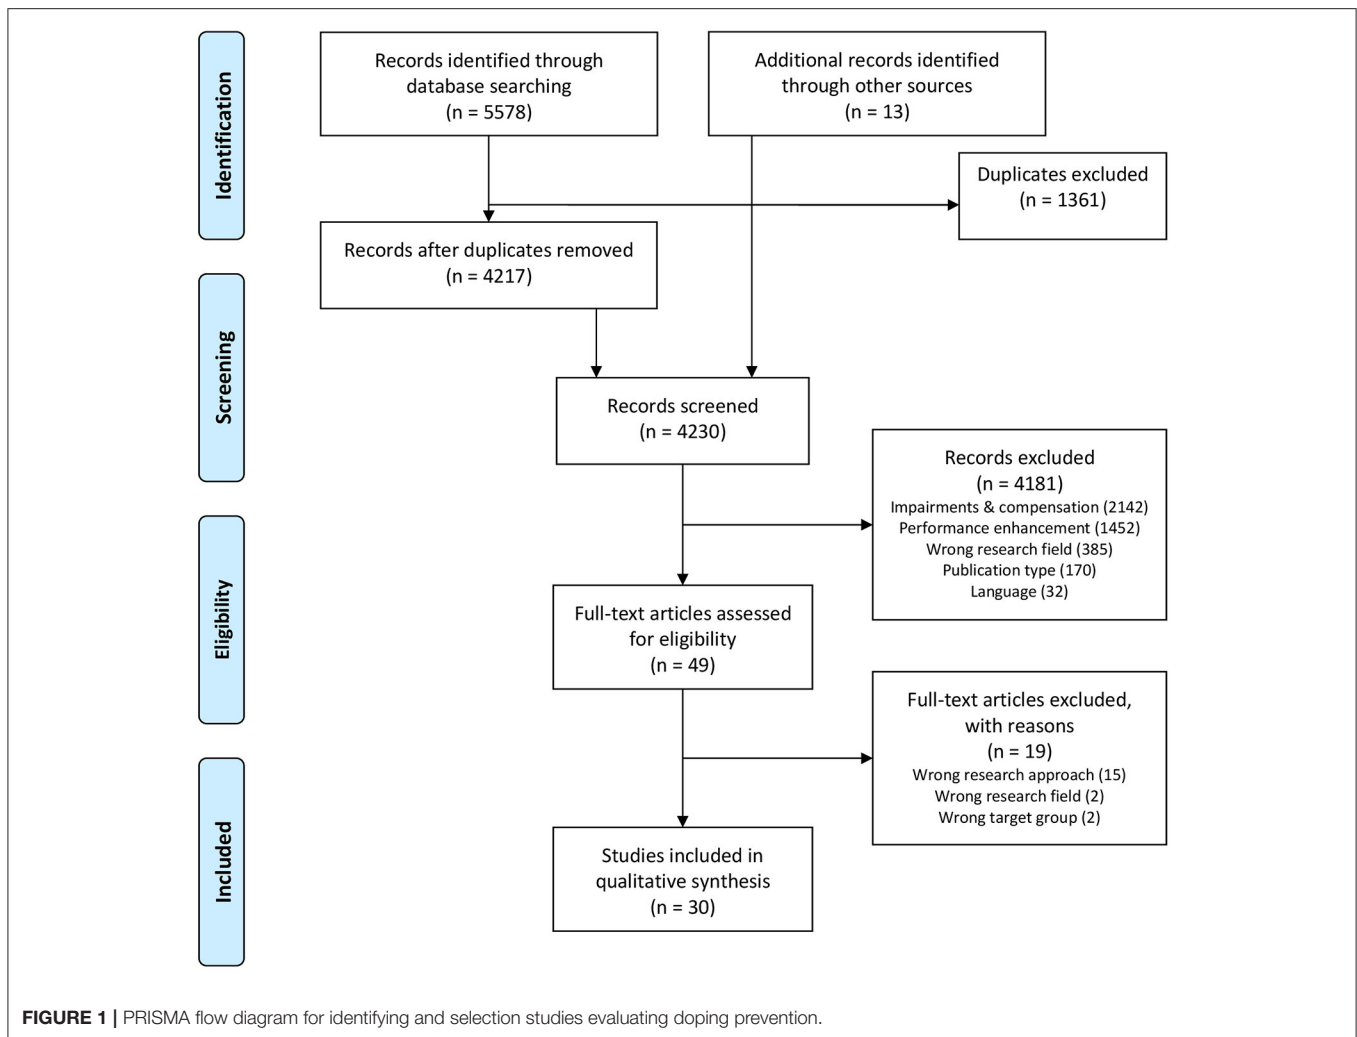 Identification
Records identified through
database searching
(n = 5578)
Additional records identified
through other sources
(n = 13)
Duplicates excluded
(n = 1361)
Records after duplicates removed
(n = 4217)
Screening
Records screened
(n = 4230)
Records excluded
(n = 4181)
Impairments & compensation (2142)
Performance enhancement (1452)
Wrong research field (385)
Publication type (170)
Language (32)
Eligibility
Full-text articles assessed
for eligibility
(n = 49)
Full-text articles excluded,
with reasons
(n = 19)
Wrong research approach (15)
Wrong research field (2)
Wrong target group (2)
Included
Studies included in
qualitative synthesis
(n = 30)
FIGURE 1 | PRISMA flow diagram for identifying and selection studies evaluating doping prevention.